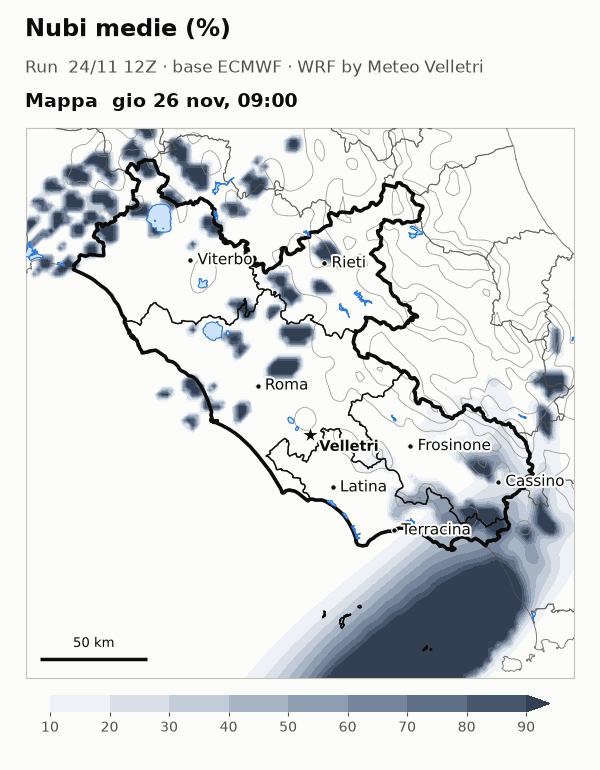 Nubi medie (%)
Run 24/11 12Z · base ECMWF · WRF by Meteo Velletri
Mappa gio 26 nov, 09:00
Viterbo
Rieti
Roma
Velletri
Frosinone
Cassino
Latina
Terracina
50 km
10 20 30 40 50 60 70 80 90